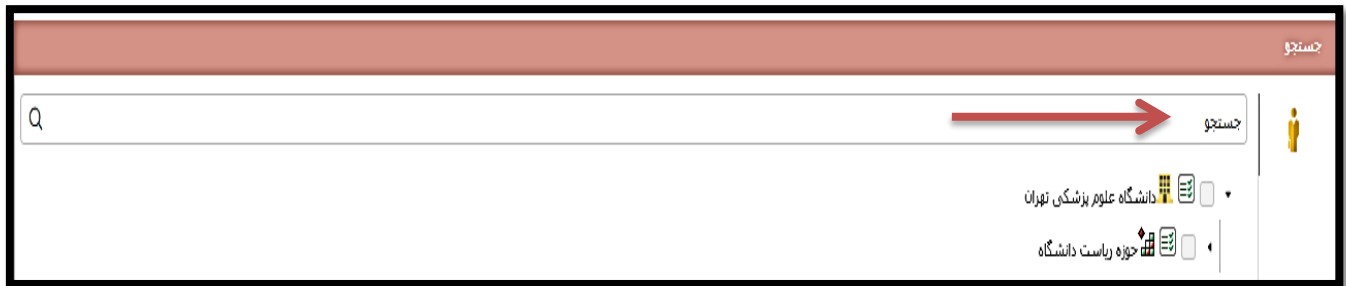 جستجو
جستجو
دانشگاه علوم پزشکی تهران
حوزه ریاست دانشگاه